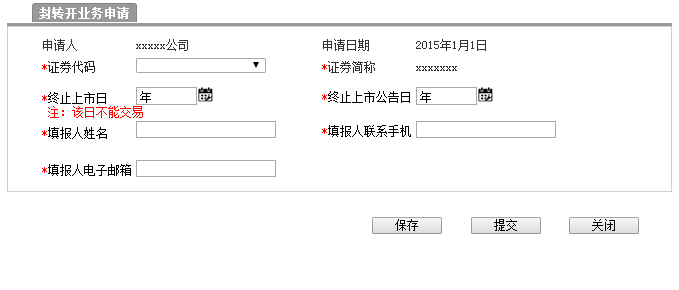 封转开业务申请
申请人 xxxxx公司 申请日期 2015年1月1日
*证券代码 *证券简称 xxxxxxx
*终止上市日 年 *终止上市公告日 年
注：该日不能交易
*填报人姓名 *填报人联系手机
*填报人电子邮箱
保存 提交 关闭